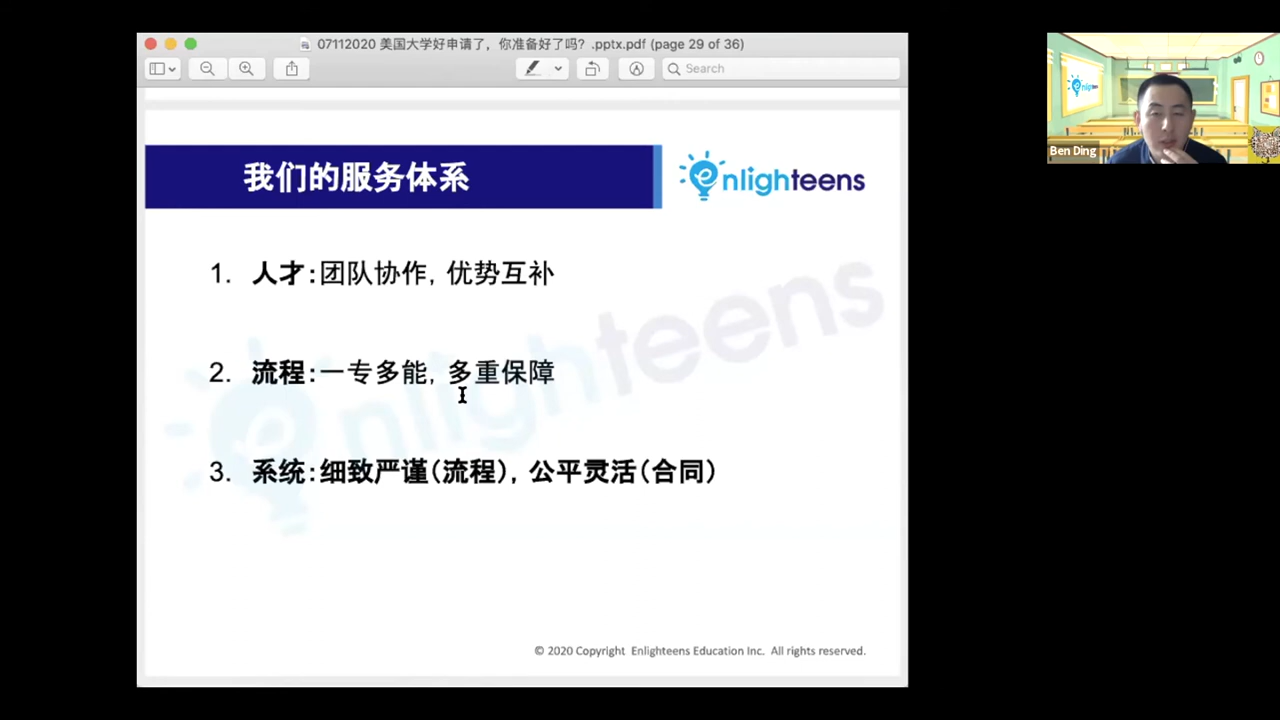 07112020 美国大学好申请了，你准备好了吗？.pptx.pdf (page 29 of 36)
Search
我们的服务体系
enlighteens
1. 人才：团队协作，优势互补
2. 流程：一专多能，多重保障
3. 系统：细致严谨（流程），公平灵活（合同）
enlighteens
© 2020 Copyright Enlighteens Education Inc. All rights reserved.
enlighteens
Ben Ding